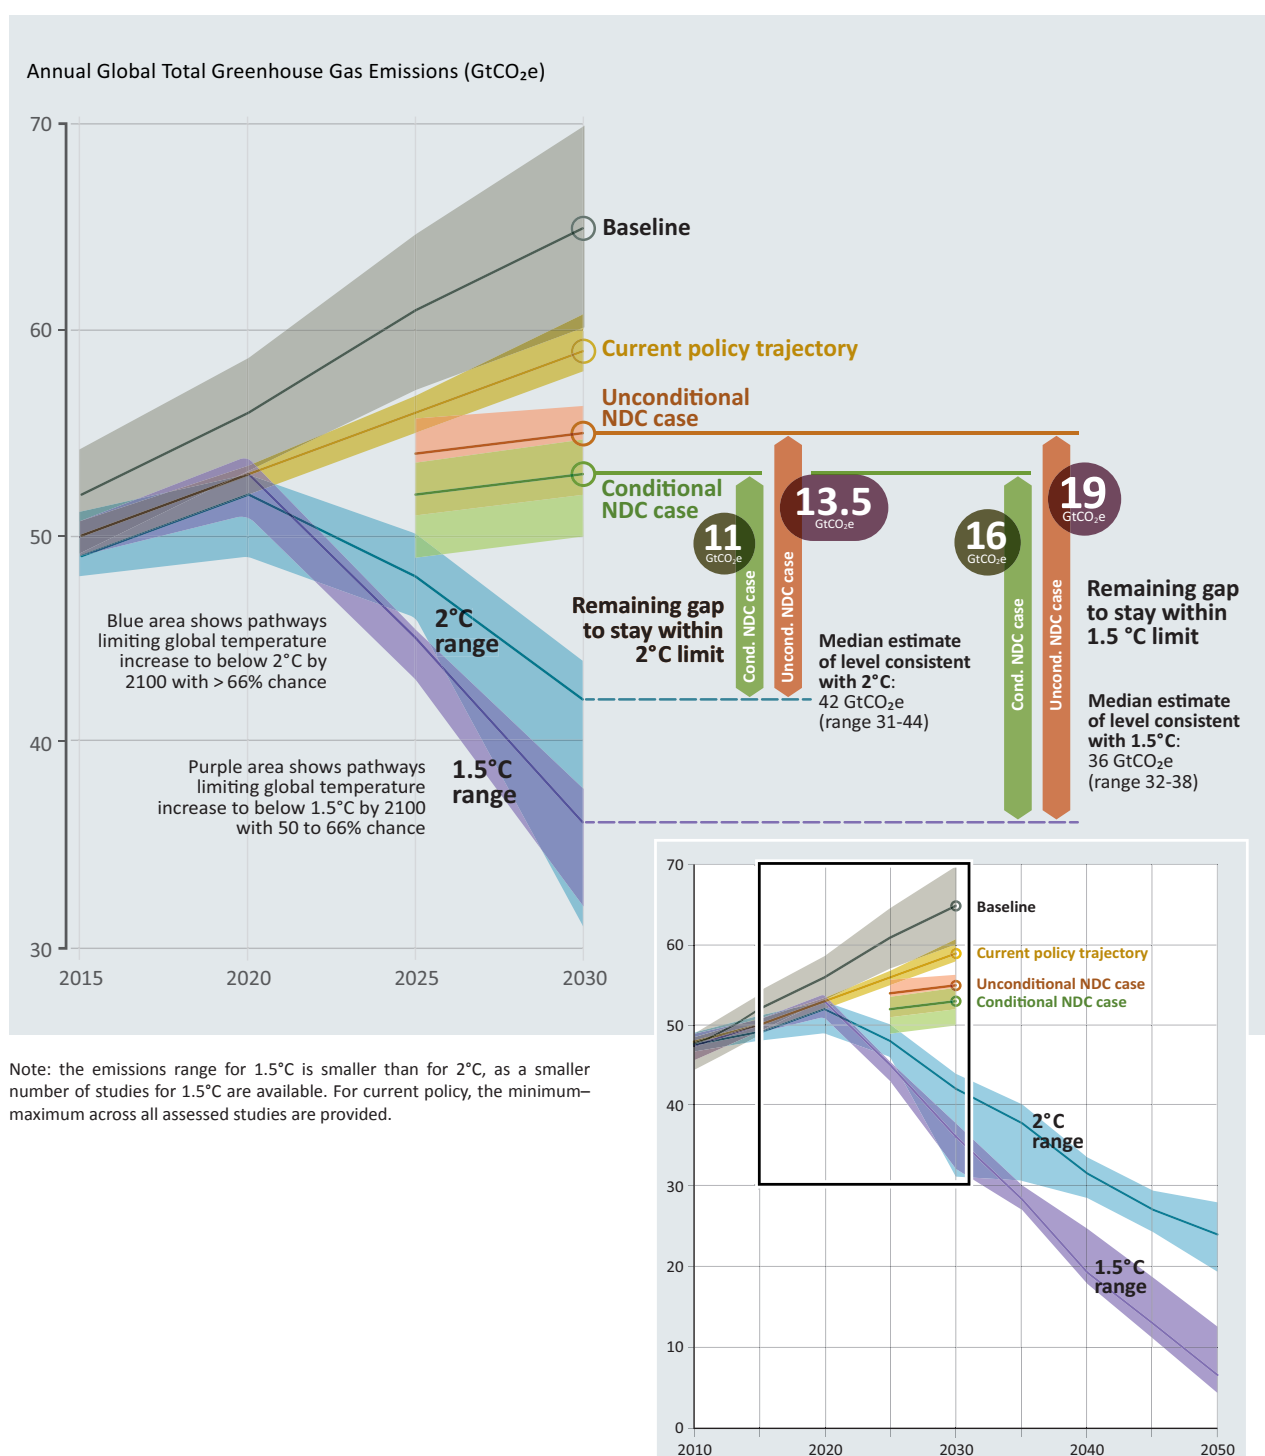 Annual Global Total Greenhouse Gas Emissions (GtCO₂e)
70
60
50
40
30
2015
2020
2025
2030
Baseline
Current policy trajectory
Unconditional
NDC case
Conditional
NDC case
11
GtCO₂e
13.5
GtCO₂e
16
GtCO₂e
19
GtCO₂e
Cond. NDC case
Uncond. NDC case
Cond. NDC case
Uncond. NDC case
Remaining gap
to stay within
2°C limit
Remaining gap
to stay within
1.5 °C limit
Median estimate
of level consistent
with 2°C:
42 GtCO₂e
(range 31-44)
Median estimate
of level consistent
with 1.5°C:
36 GtCO₂e
(range 32-38)
Blue area shows pathways
limiting global temperature
increase to below 2°C by
2100 with > 66% chance
2°C
range
Purple area shows pathways
limiting global temperature
increase to below 1.5°C by 2100
with 50 to 66% chance
1.5°C
range
Note: the emissions range for 1.5°C is smaller than for 2°C, as a smaller
number of studies for 1.5°C are available. For current policy, the minimum–
maximum across all assessed studies are provided.
70
60
50
40
30
20
10
0
2010
2020
2030
2040
2050
Baseline
Current policy trajectory
Unconditional NDC case
Conditional NDC case
2°C
range
1.5°C
range